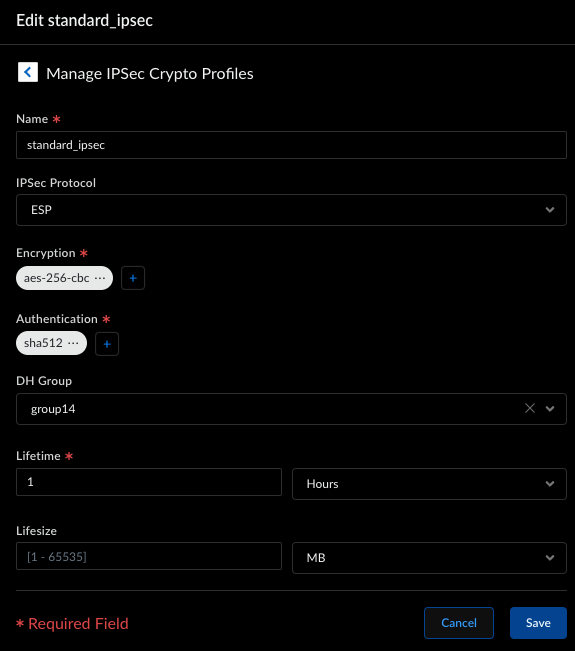 Edit standard_ipsec
Manage IPSec Crypto Profiles
Name *
standard_ipsec
IPSec Protocol
ESP
Encryption *
aes-256-cbc ··· +
Authentication *
sha512 ··· +
DH Group
group14
Lifetime *
1 Hours
Lifesize
[1 - 65535] MB
* Required Field Cancel Save